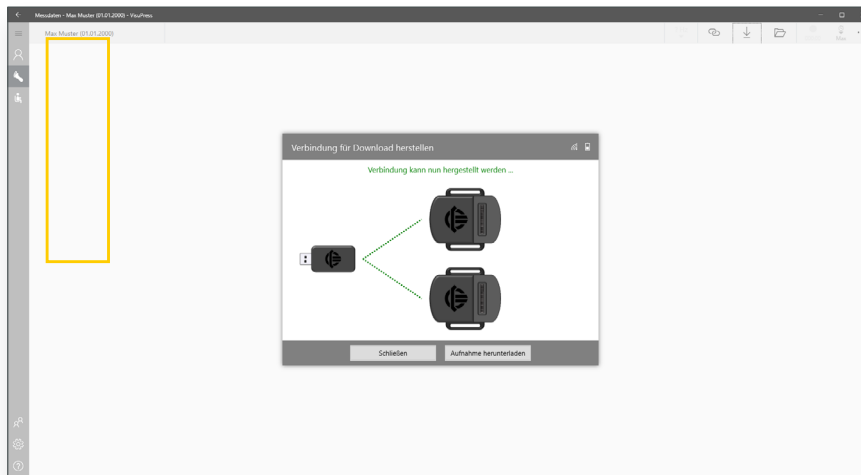 Messdaten - Max Muster (01.01.2000) - VisuPress
Max Muster (01.01.2000)
Verbindung für Download herstellen
Verbindung kann nun hergestellt werden ...
Schließen
Aufnahme herunterladen